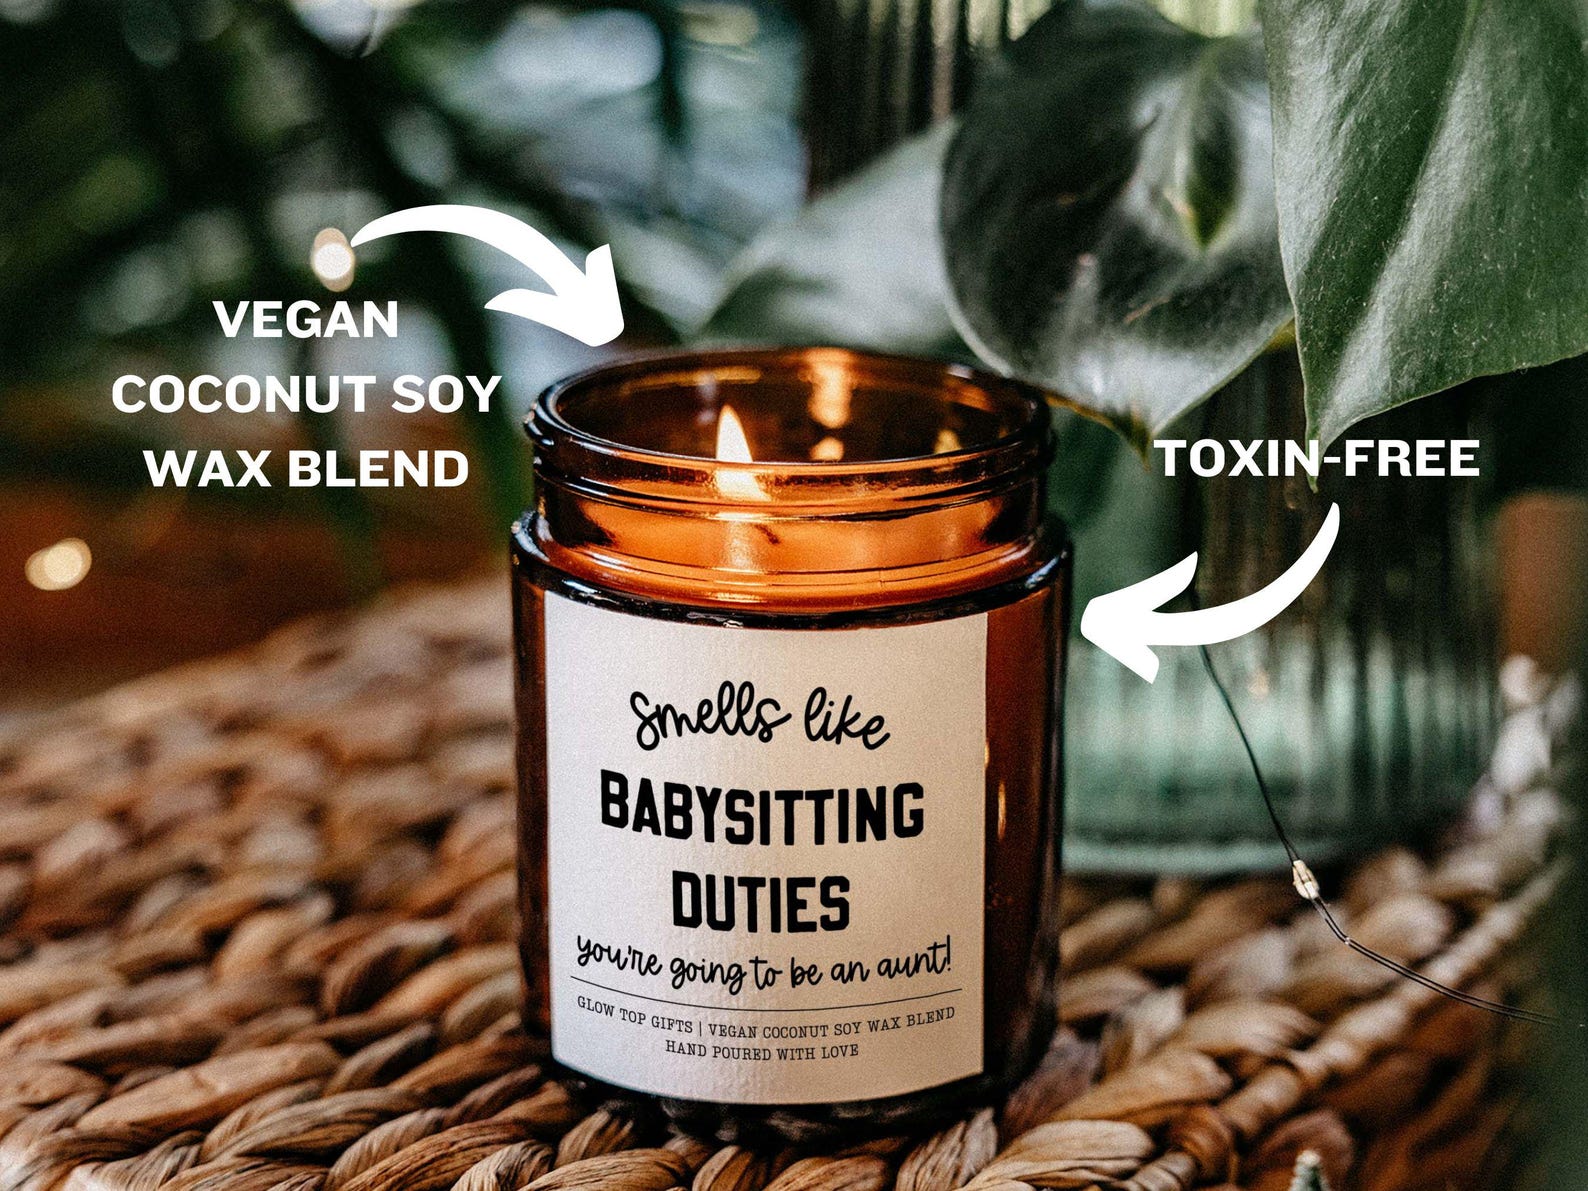 VEGAN
COCONUT SOY
WAX BLEND
TOXIN-FREE
smells like
BABYSITTING
DUTIES
you're going to be an aunt!
GLOW TOP GIFTS | VEGAN COCONUT SOY WAX BLEND
HAND POURED WITH LOVE